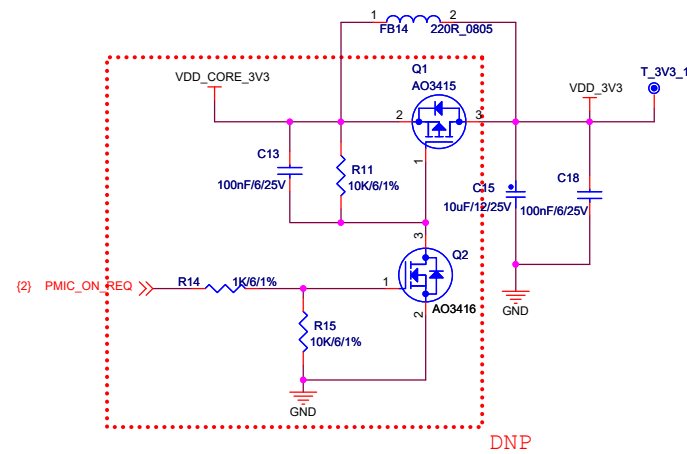 1
2
FB14
220R_0805
VDD_CORE_3V3
Q1
AO3415
T_3V3_1
VDD_3V3
2
3
1
C13
100nF/6/25V
R11
10K/6/1%
C15
10uF/12/25V
C18
100nF/6/25V
3
Q2
{2} PMIC_ON_REQ
R14
1K/6/1%
1
AO3416
2
R15
10K/6/1%
GND
GND
DNP